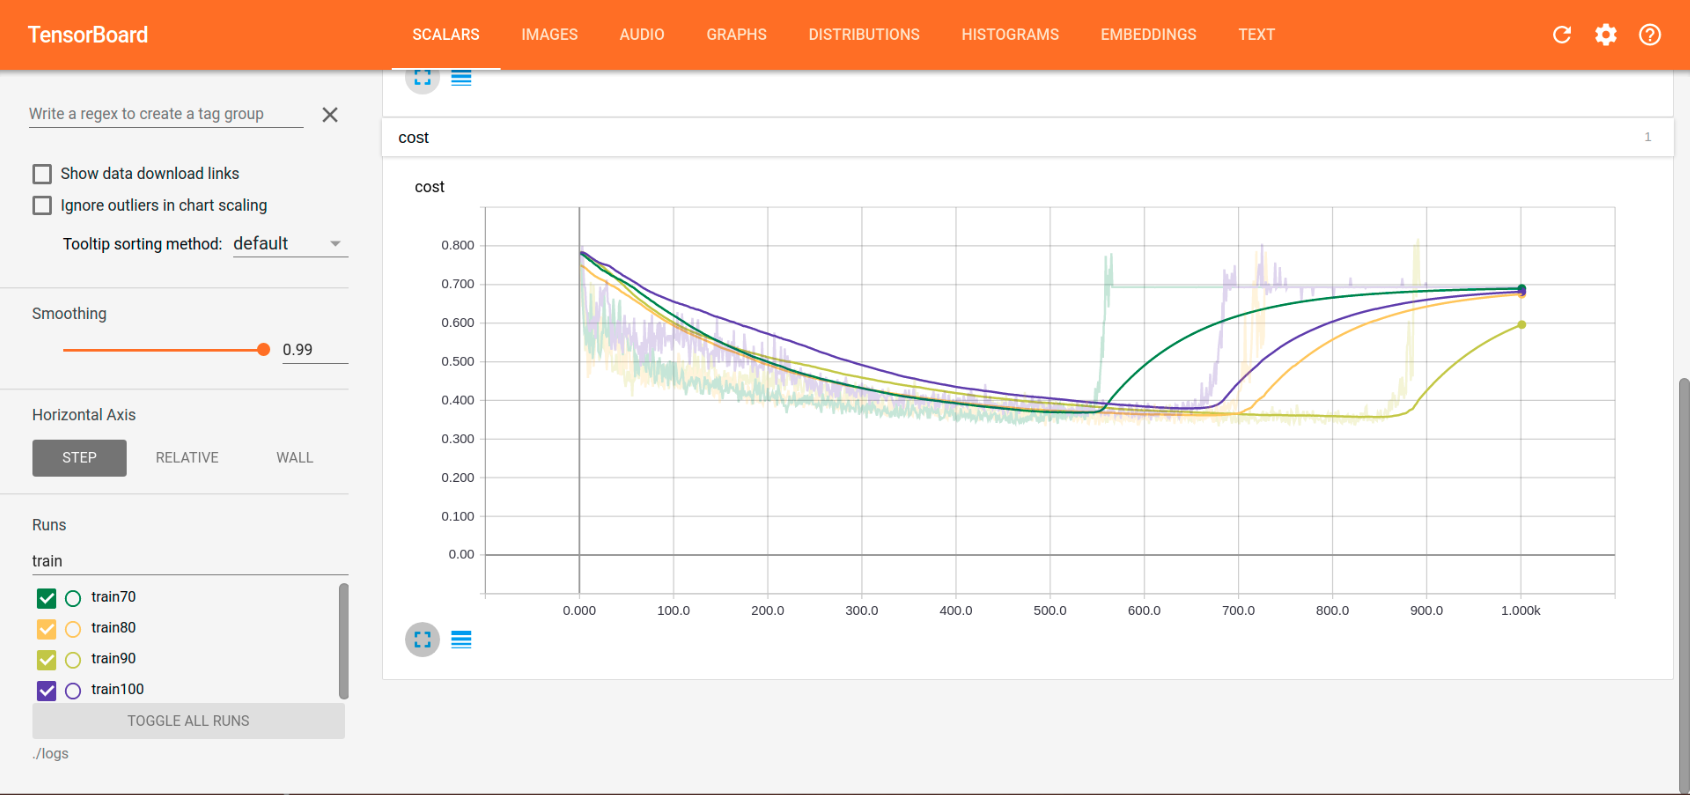 TensorBoard
SCALARS IMAGES AUDIO GRAPHS DISTRIBUTIONS HISTOGRAMS EMBEDDINGS TEXT
Write a regex to create a tag group
Show data download links
Ignore outliers in chart scaling
Tooltip sorting method: default
Smoothing
0.99
Horizontal Axis
STEP RELATIVE WALL
Runs
train
train70
train80
train90
train100
TOGGLE ALL RUNS
./logs
cost 1
cost
0.800
0.700
0.600
0.500
0.400
0.300
0.200
0.100
0.00
0.000 100.0 200.0 300.0 400.0 500.0 600.0 700.0 800.0 900.0 1.000k